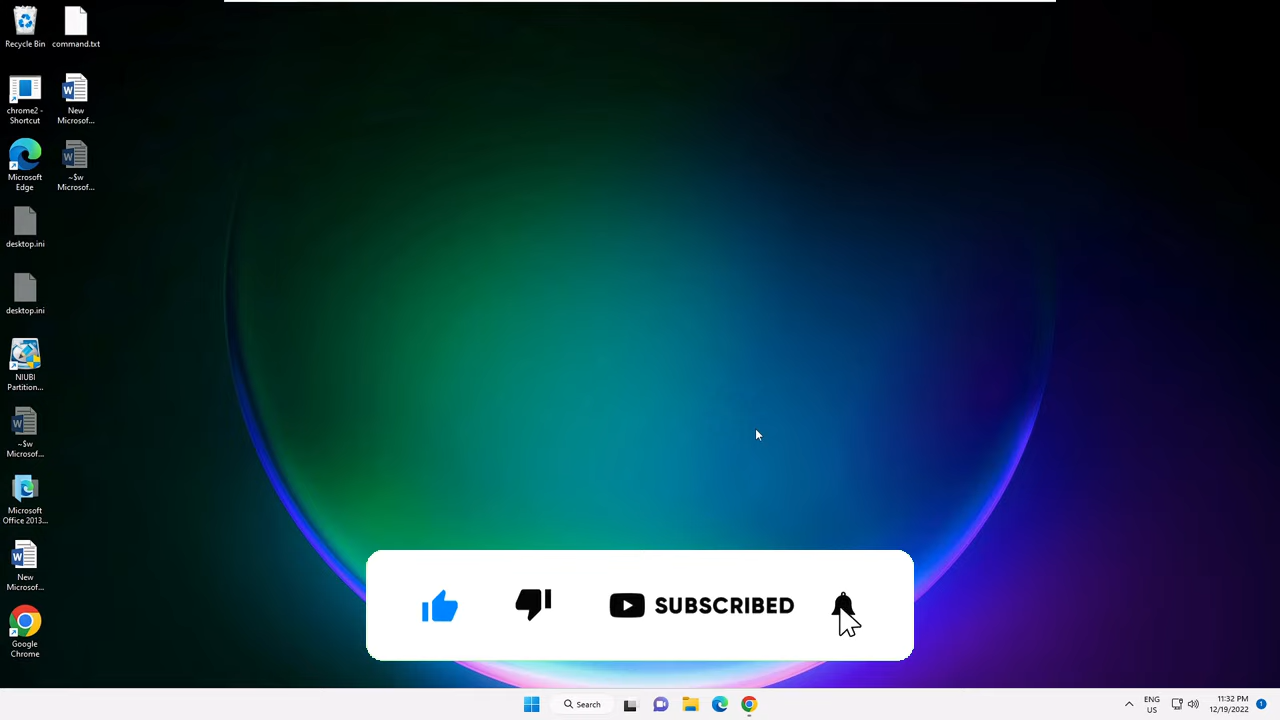 Recycle Bin
command.txt
chrome2 -
Shortcut
New
Microsof...
Microsoft
Edge
~$w
Microsof...
desktop.ini
desktop.ini
NIUBI
Partition...
~$w
Microsof...
Microsoft
Office 2013...
New
Microsof...
Google
Chrome
SUBSCRIBED
Search
ENG
US
11:32 PM
12/19/2022
1